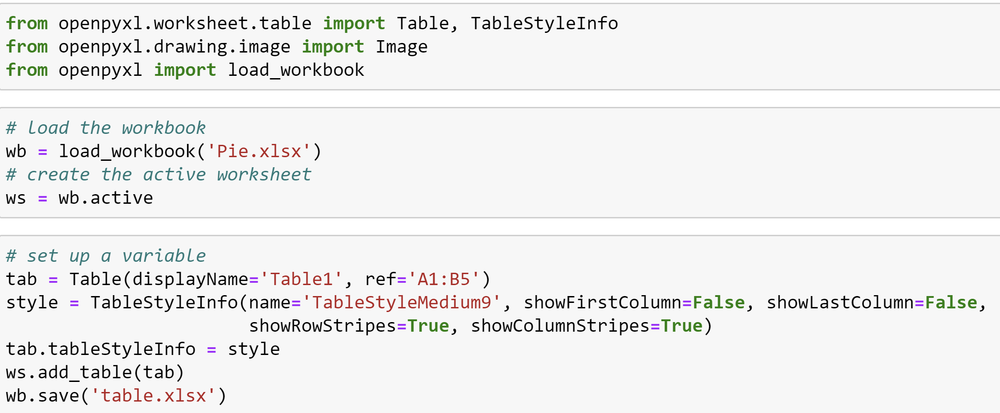 from openpyxl.worksheet.table import Table, TableStyleInfo
from openpyxl.drawing.image import Image
from openpyxl import load_workbook
# load the workbook
wb = load_workbook('Pie.xlsx')
# create the active worksheet
ws = wb.active
# set up a variable
tab = Table(displayName='Table1', ref='A1:B5')
style = TableStyleInfo(name='TableStyleMedium9', showFirstColumn=False, showLastColumn=False,
                       showRowStripes=True, showColumnStripes=True)
tab.tableStyleInfo = style
ws.add_table(tab)
wb.save('table.xlsx')